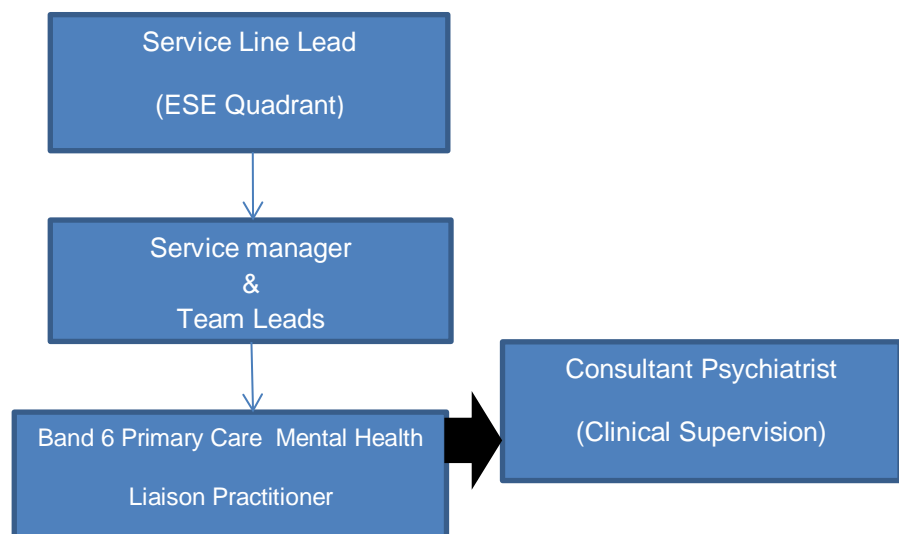 Service Line Lead
(ESE Quadrant)
Service manager
&
Team Leads
Band 6 Primary Care  Mental Health
Liaison Practitioner
Consultant Psychiatrist
(Clinical Supervision)